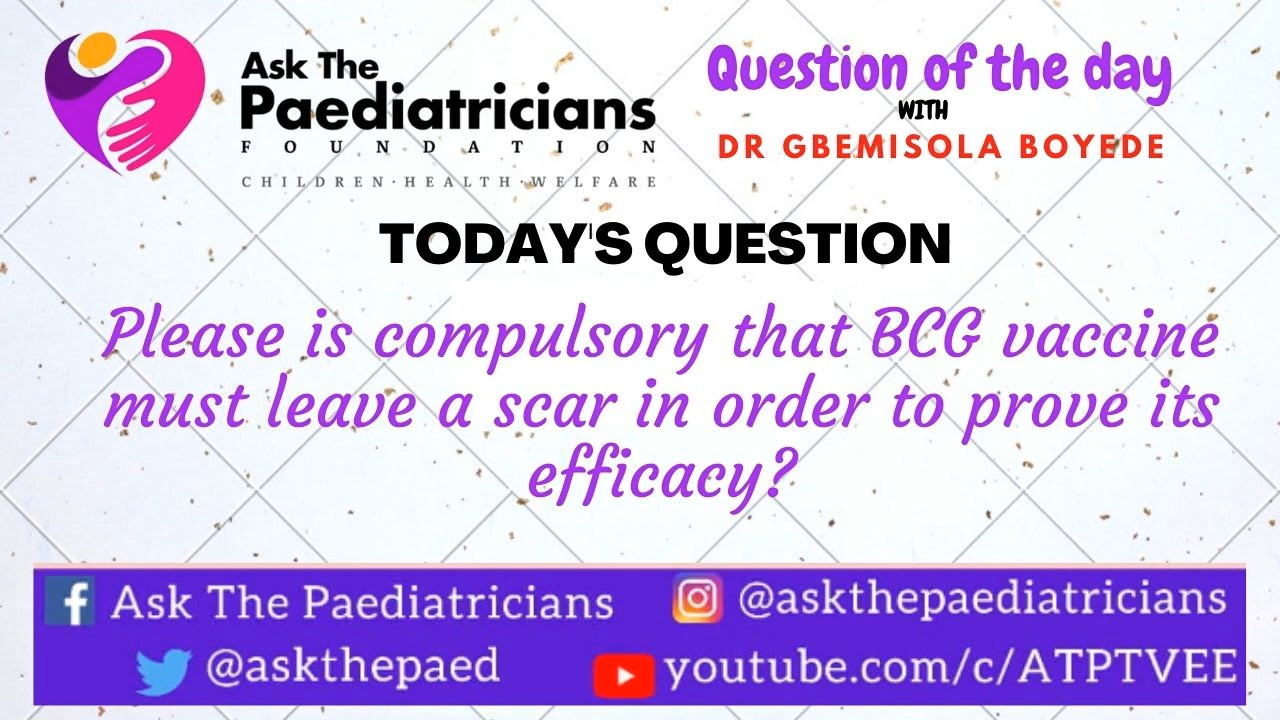 Ask The
Paediatricians
FOUNDATION
CHILDREN·HEALTH·WELFARE
Question of the day
WITH
DR GBEMISOLA BOYEDE
TODAY'S QUESTION
Please is compulsory that BCG vaccine
must leave a scar in order to prove its
efficacy?
f Ask The Paediatricians
@askthepaediatricians
@askthepaed
youtube.com/c/ATPTVEE